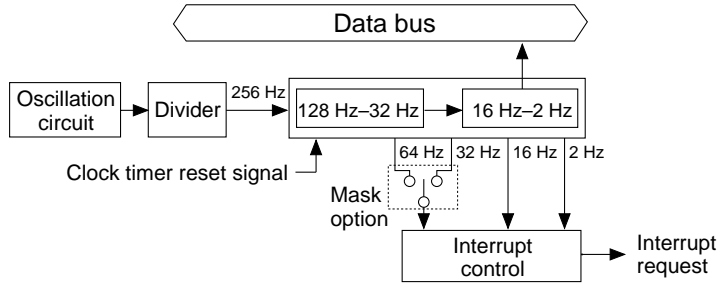 Data bus
256 Hz
Oscillation
circuit
Divider
128 Hz–32 Hz
16 Hz–2 Hz
Clock timer reset signal
64 Hz
32 Hz
16 Hz
2 Hz
Mask
option
Interrupt
control
Interrupt
request